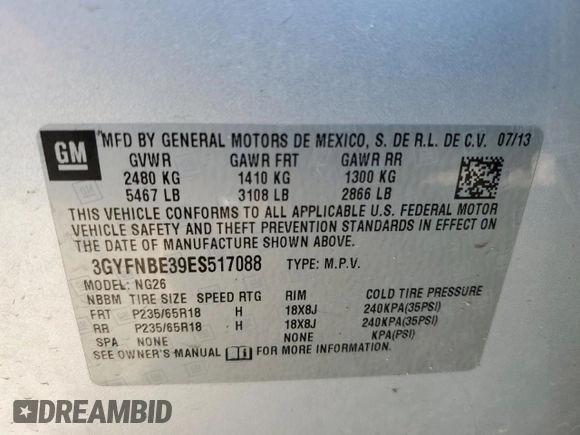 GM
MFD BY GENERAL MOTORS DE MEXICO, S. DE R.L. DE C.V. 07/13
GVWR GAWR FRT GAWR RR
2480 KG 1410 KG 1300 KG
5467 LB 3108 LB 2866 LB
THIS VEHICLE CONFORMS TO ALL APPLICABLE U.S. FEDERAL MOTOR
VEHICLE SAFETY AND THEFT PREVENTION STANDARDS IN EFFECT ON
THE DATE OF MANUFACTURE SHOWN ABOVE.
3GYFNBE39ES517088 TYPE: M.P.V.
MODEL: NG26
NBBM TIRE SIZE SPEED RTG RIM COLD TIRE PRESSURE
FRT P235/65R18 H 18X8J 240KPA(35PSI)
RR P235/65R18 H 18X8J 240KPA(35PSI)
SPA NONE NONE KPA(PSI)
SEE OWNER'S MANUAL FOR MORE INFORMATION.
DREAMBID